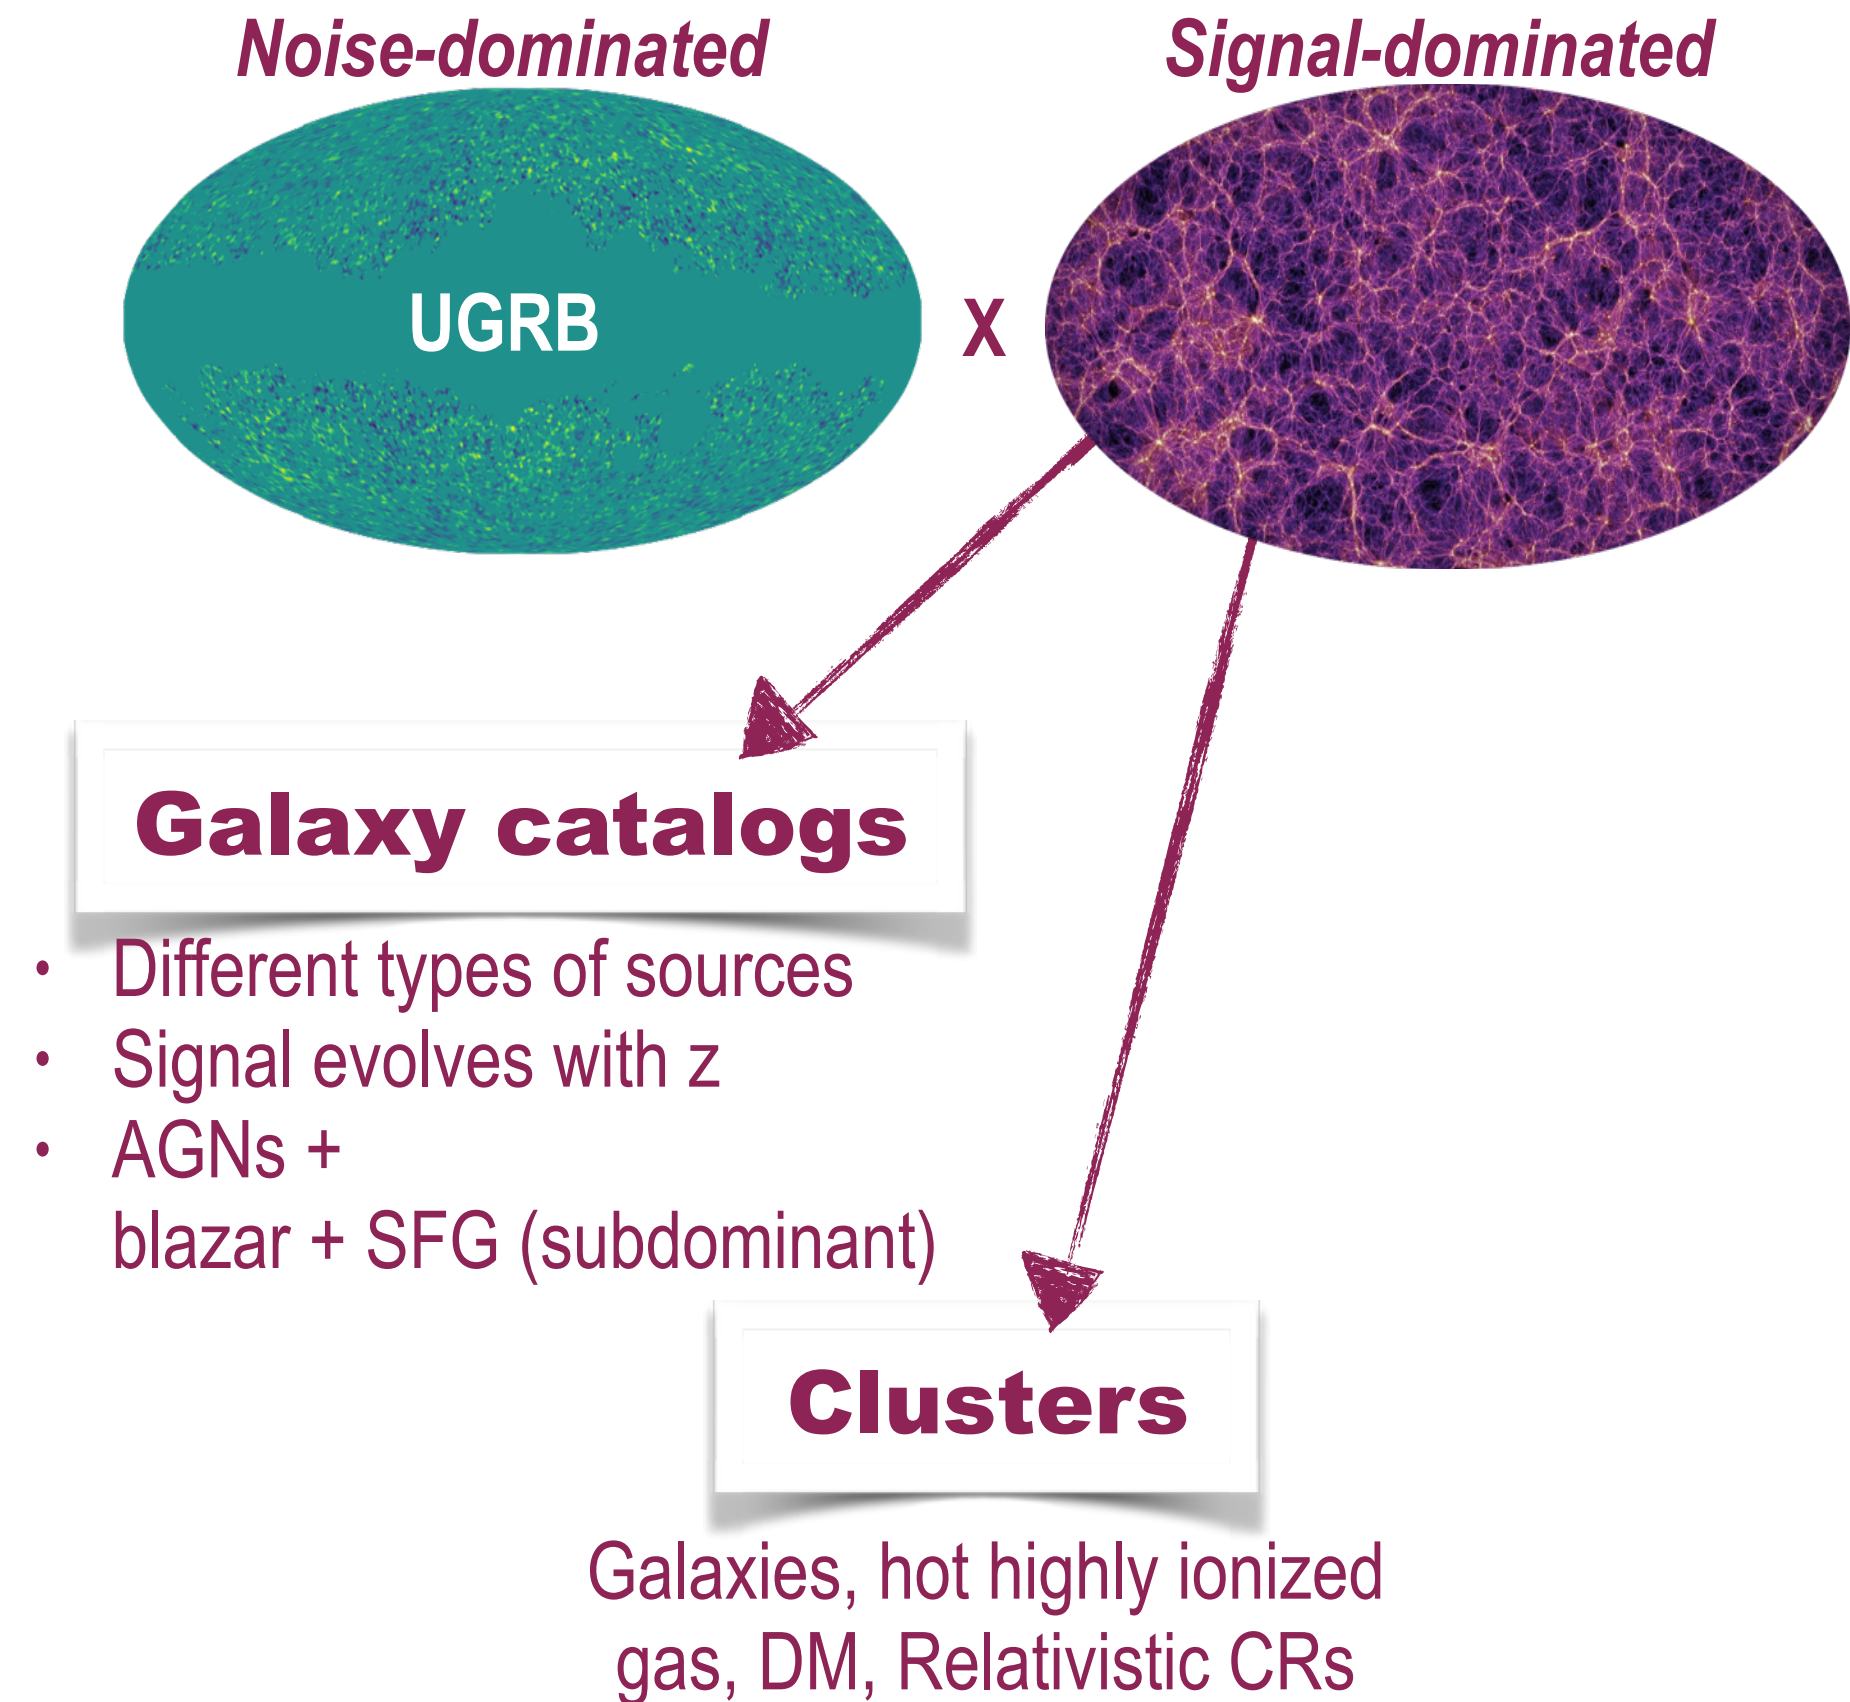 Noise-dominated
Signal-dominated
UGRB
X
Galaxy catalogs
• Different types of sources
• Signal evolves with z
• AGNs +
blazar + SFG (subdominant)
Clusters
Galaxies, hot highly ionized
gas, DM, Relativistic CRs